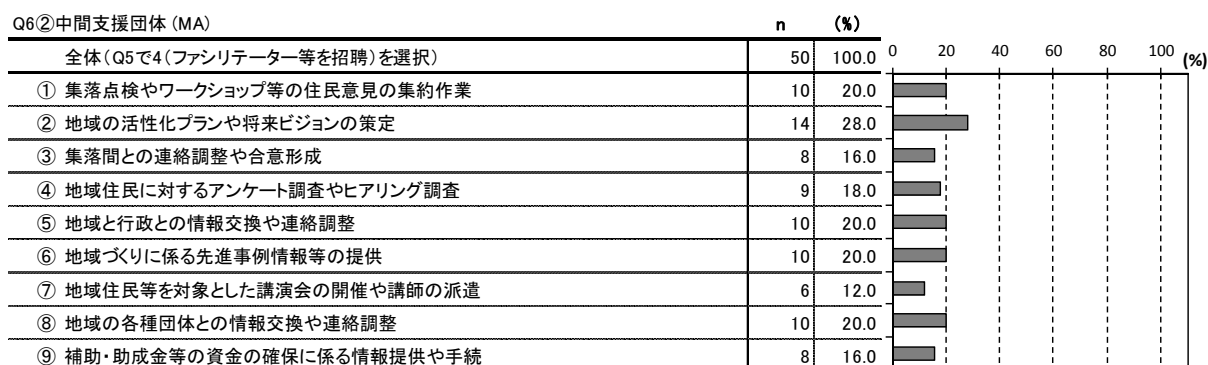 Q6②中間支援団体(MA) n (%)
全体(Q5で4(ファシリテーター等を招聘)を選択) 50 100.0
0 20 40 60 80 100 (%)
① 集落点検やワークショップ等の住民意見の集約作業 10 20.0
② 地域の活性化プランや将来ビジョンの策定 14 28.0
③ 集落間との連絡調整や合意形成 8 16.0
④ 地域住民に対するアンケート調査やヒアリング調査 9 18.0
⑤ 地域と行政との情報交換や連絡調整 10 20.0
⑥ 地域づくりに係る先進事例情報等の提供 10 20.0
⑦ 地域住民等を対象とした講演会の開催や講師の派遣 6 12.0
⑧ 地域の各種団体との情報交換や連絡調整 10 20.0
⑨ 補助・助成金等の資金の確保に係る情報提供や手続 8 16.0